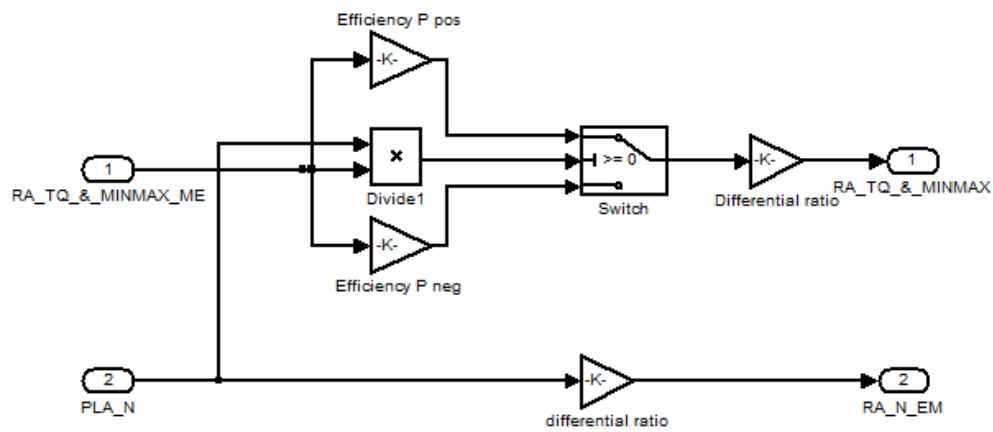 Efficiency P pos
-K-
1
RA_TQ_&_MINMAX_ME
×
Divide1
>= 0
Switch
-K-
Differential ratio
1
RA_TQ_&_MINMAX
-K-
Efficiency P neg
2
PLA_N
-K-
differential ratio
2
RA_N_EM